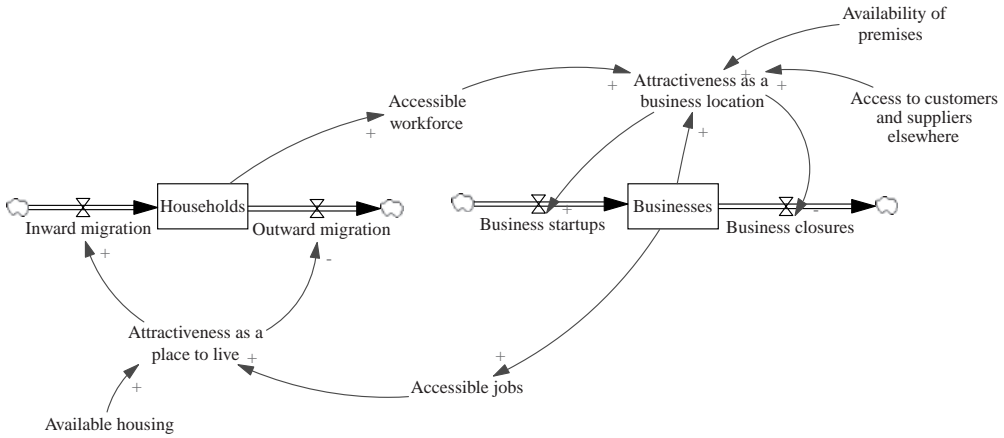 Availability of
premises
Attractiveness as a
business location
+
+
+
Accessible
workforce
+
+
Access to customers
and suppliers
elsewhere
Households
Inward migration
Outward migration
Businesses
Business startups
+
Business closures
-
+
-
Attractiveness as a
place to live
+
+
+
Accessible jobs
+
Available housing